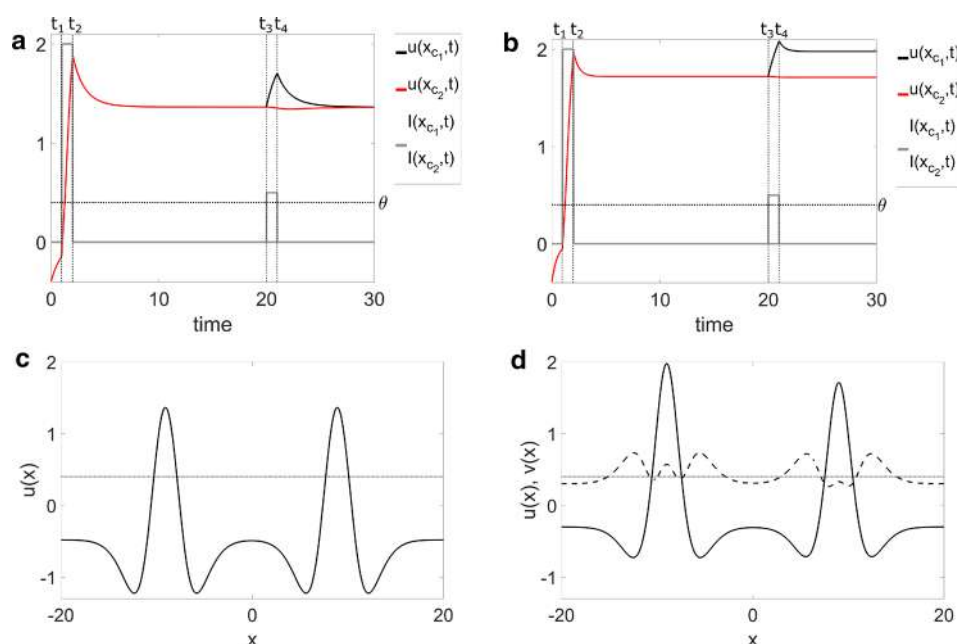 a
t1 t2
t3 t4
2
1
0
θ
0 10 20 30
time
u(xc1,t)
u(xc2,t)
I(xc1,t)
I(xc2,t)
b
t1 t2
t3 t4
2
1
0
θ
0 10 20 30
time
u(xc1,t)
u(xc2,t)
I(xc1,t)
I(xc2,t)
c
2
1
0
-1
u(x)
-20 0 20
x
d
2
1
0
-1
u(x), v(x)
-20 0 20
x